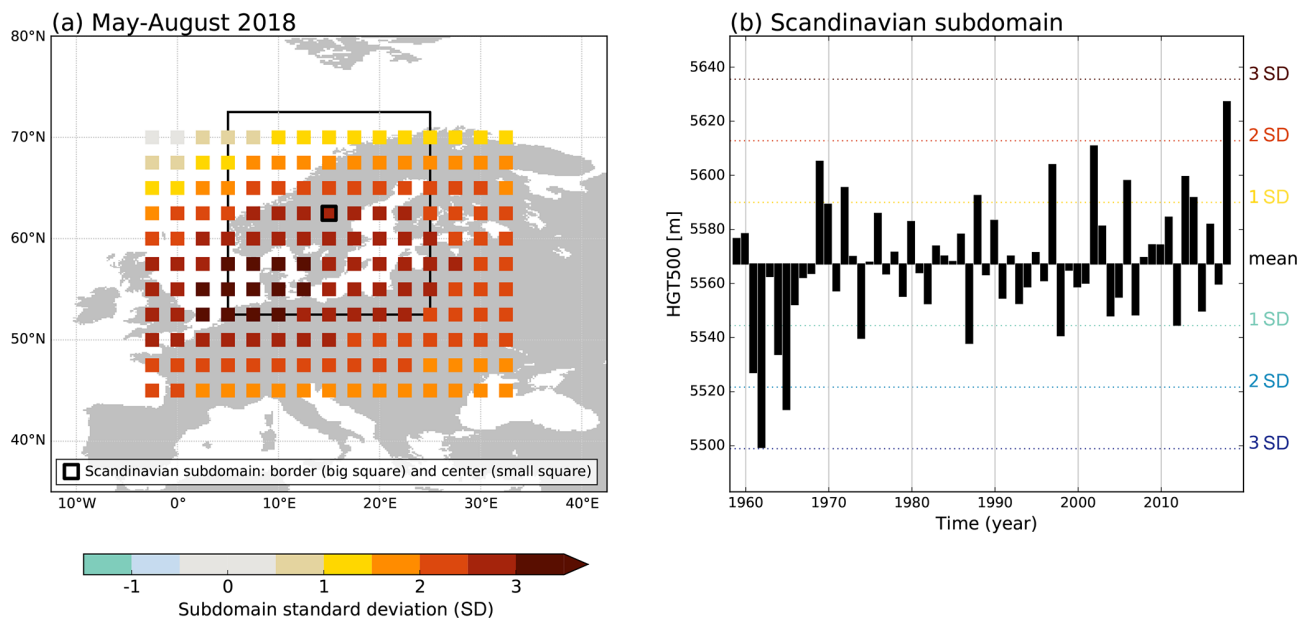 (a) May-August 2018
80°N
70°N
60°N
50°N
40°N
Scandinavian subdomain: border (big square) and center (small square)
10°W 0° 10°E 20°E 30°E 40°E
-1 0 1 2 3
Subdomain standard deviation (SD)
(b) Scandinavian subdomain
HGT500 [m]
5640
5620
5600
5580
5560
5540
5520
5500
3 SD
2 SD
1 SD
mean
1 SD
2 SD
3 SD
1960 1970 1980 1990 2000 2010
Time (year)